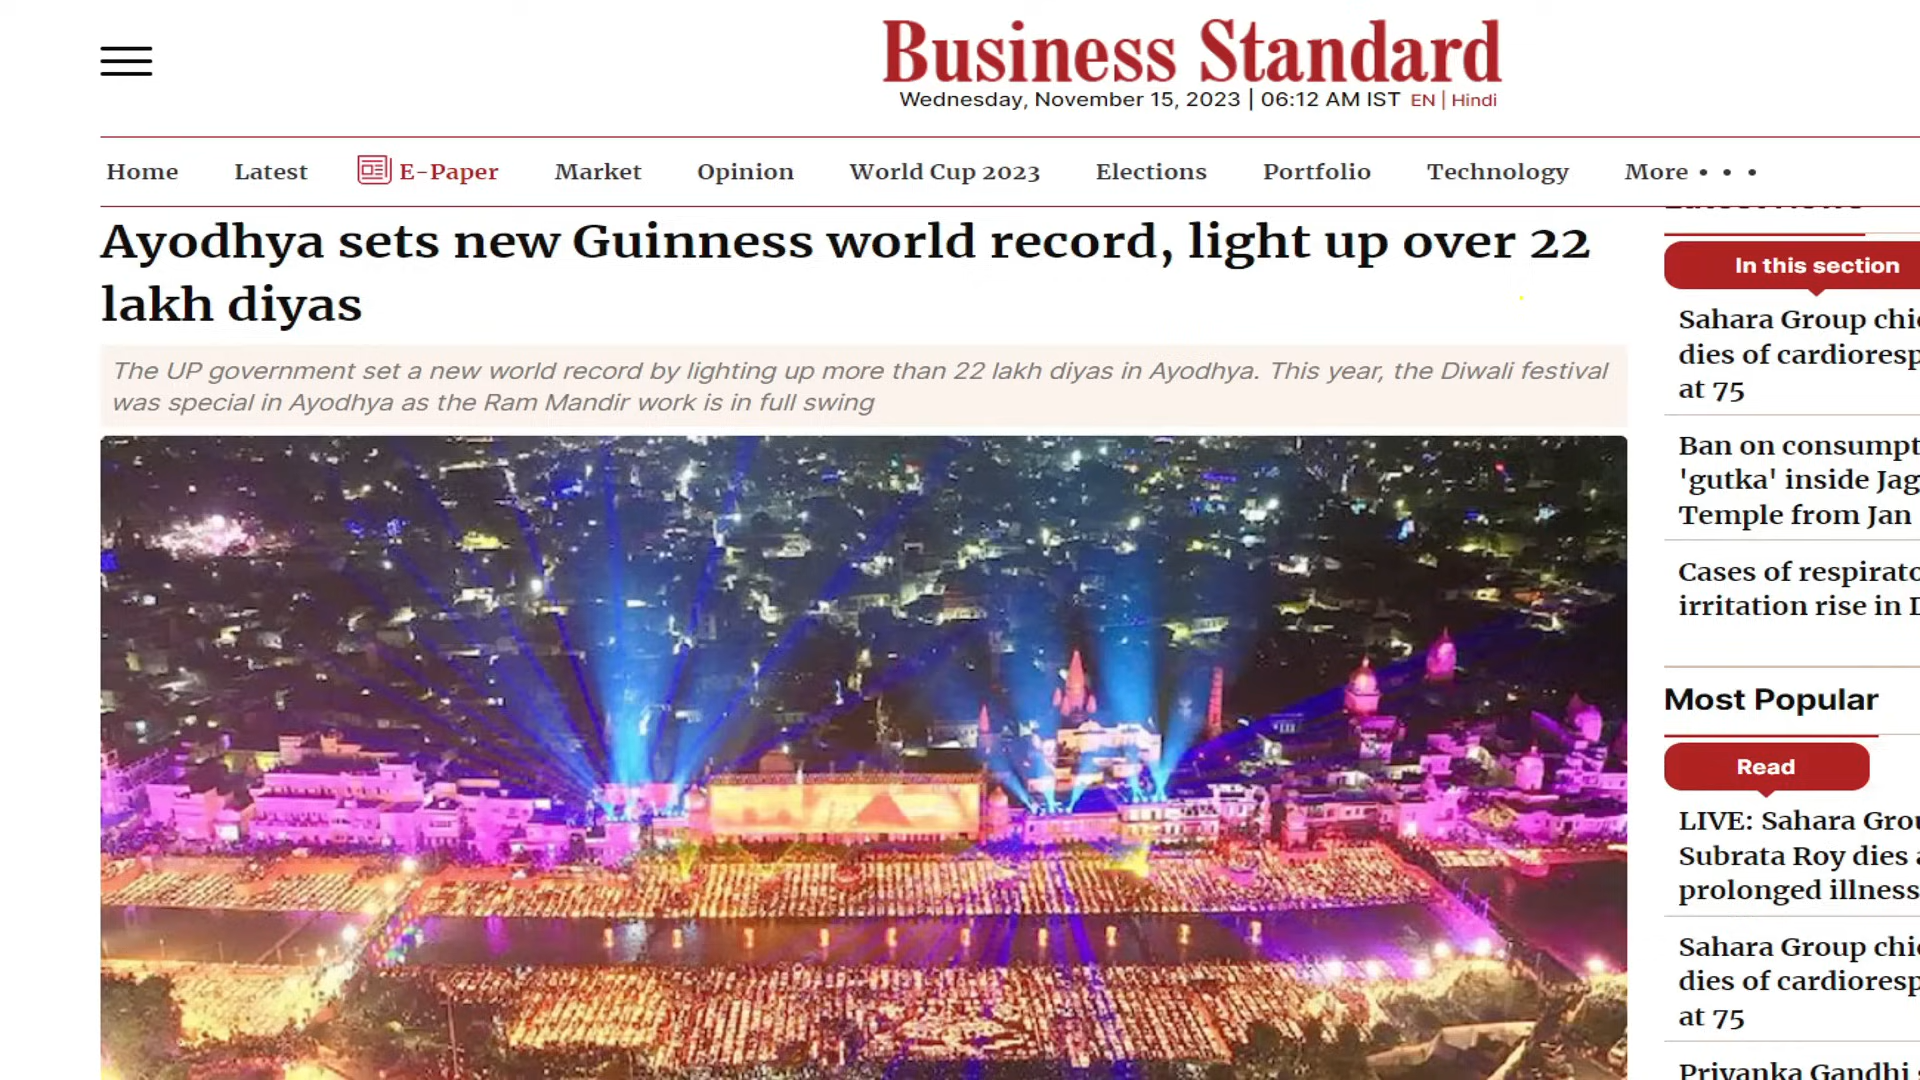 Business Standard
Wednesday, November 15, 2023 | 06:12 AM IST EN | Hindi
Home Latest E-Paper Market Opinion World Cup 2023 Elections Portfolio Technology More
Ayodhya sets new Guinness world record, light up over 22
lakh diyas
The UP government set a new world record by lighting up more than 22 lakh diyas in Ayodhya. This year, the Diwali festival
was special in Ayodhya as the Ram Mandir work is in full swing
In this section
Sahara Group
dies of
at 75
Ban on
'gutka' inside
Temple from Jan
Cases of
irritation rise in
Most Popular
Read
LIVE: Sahara
Subrata Roy dies
prolonged illness
Sahara Group
dies of
at 75
Priyanka Gandhi